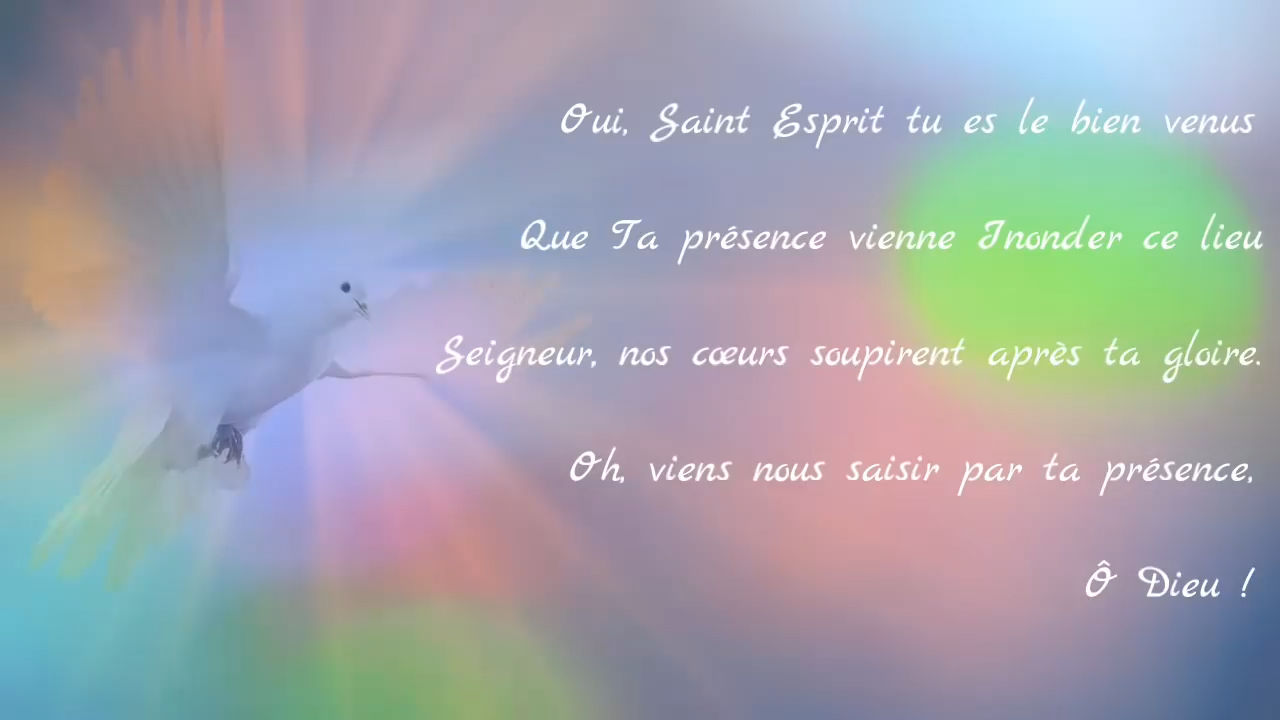 Oui, Saint Esprit tu es le bien venus
Que Ta présence vienne Inonder ce lieu
Seigneur, nos cœurs soupirent après ta gloire.
Oh, viens nous saisir par ta présence,
Ô Dieu !